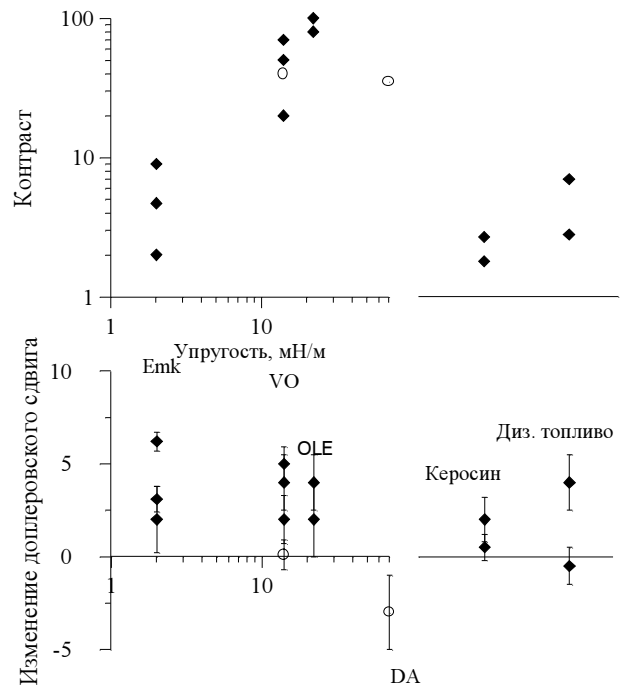 100
10
1
Контраст
1
10
Упругость, мН/м
Emk
VO
OLE
Диз. топливо
Керосин
10
5
0
-5
Изменение доплеровского сдвига
1
10
DA